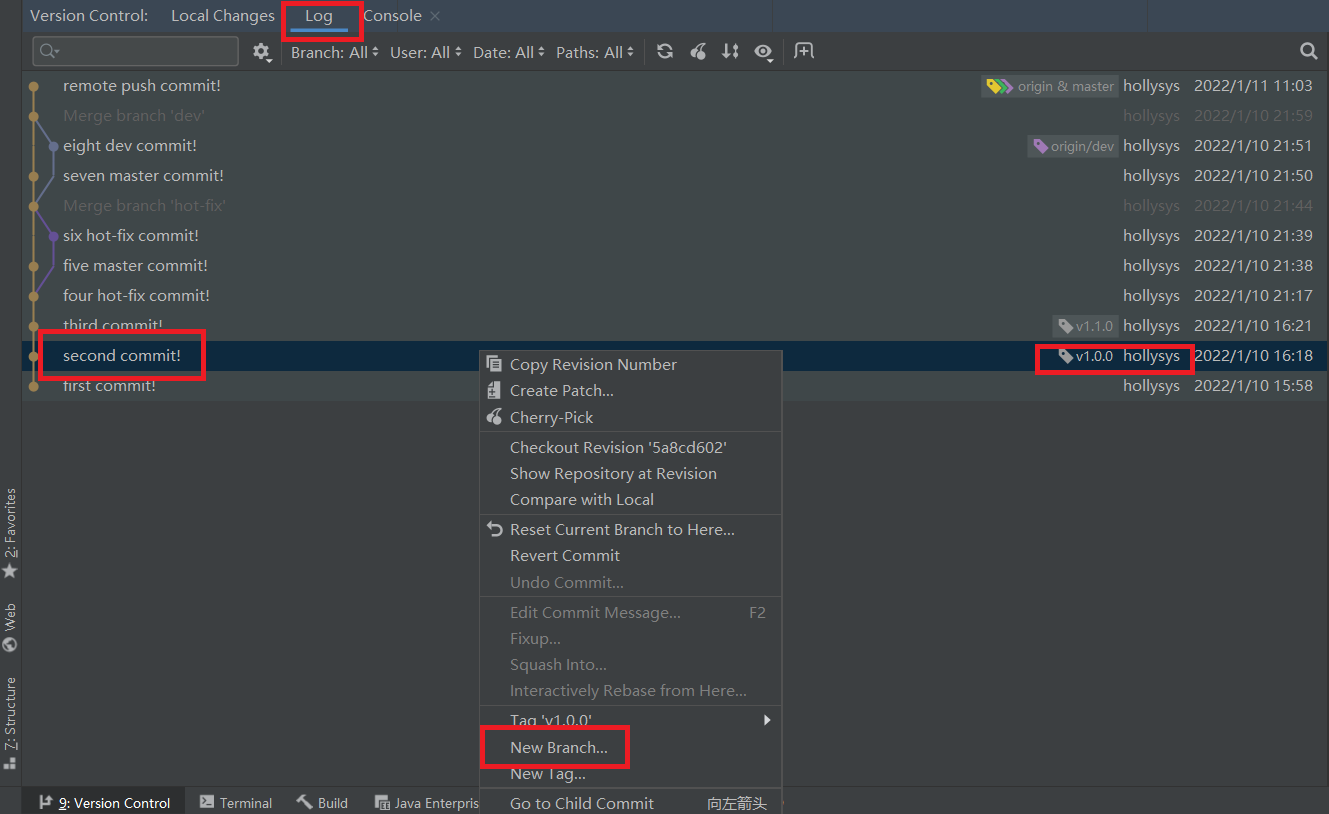 Version Control: Local Changes Log Console
Branch: All User: All Date: All Paths: All
remote push commit! origin & master hollysys 2022/1/11 11:03
Merge branch 'dev' hollysys 2022/1/10 21:59
eight dev commit! origin/dev hollysys 2022/1/10 21:51
seven master commit! hollysys 2022/1/10 21:50
Merge branch 'hot-fix' hollysys 2022/1/10 21:44
six hot-fix commit! hollysys 2022/1/10 21:39
five master commit! hollysys 2022/1/10 21:38
four hot-fix commit! hollysys 2022/1/10 21:17
third commit! v1.1.0 hollysys 2022/1/10 16:21
second commit! v1.0.0 hollysys 2022/1/10 16:18
first commit! hollysys 2022/1/10 15:58
Copy Revision Number
Create Patch...
Cherry-Pick
Checkout Revision '5a8cd602'
Show Repository at Revision
Compare with Local
Reset Current Branch to Here...
Revert Commit
Undo Commit...
Edit Commit Message... F2
Fixup...
Squash Into...
Interactively Rebase from Here...
Tag 'v1.0.0'
New Branch...
New Tag...
Go to Child Commit 向左箭头
2: Favorites
Web
7: Structure
9: Version Control Terminal Build Java Enterpris